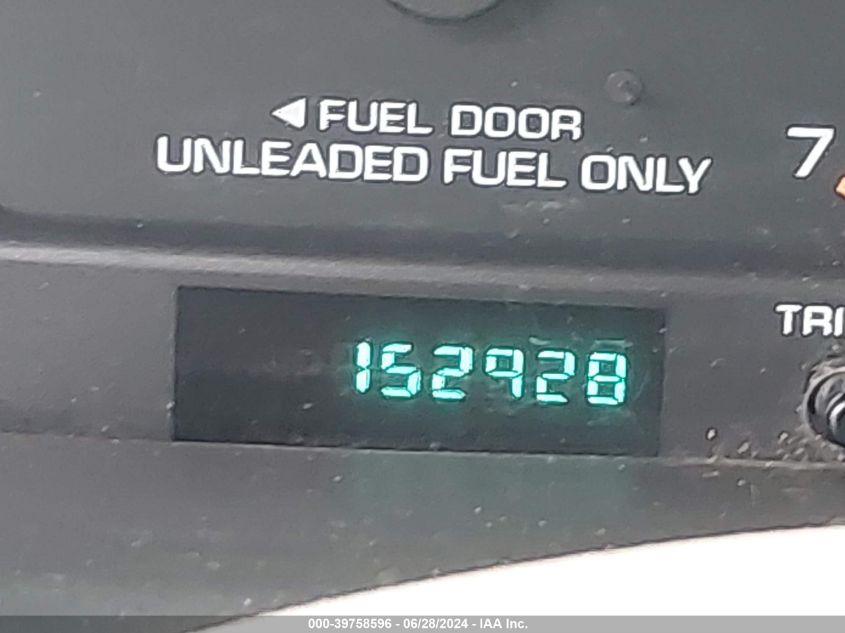 ◀ FUEL DOOR
UNLEADED FUEL ONLY
7
152928
TRI
000-39758596 - 06/28/2024 - IAA Inc.